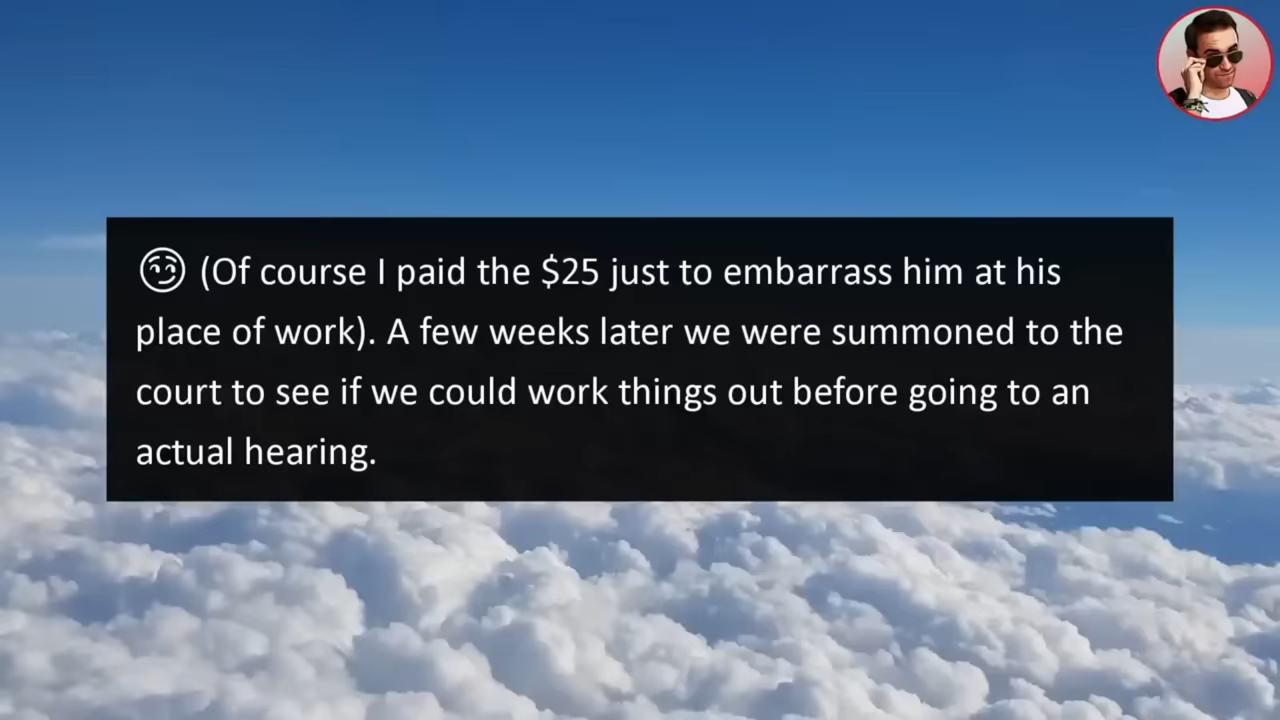 😏 (Of course I paid the $25 just to embarrass him at his
place of work). A few weeks later we were summoned to the
court to see if we could work things out before going to an
actual hearing.